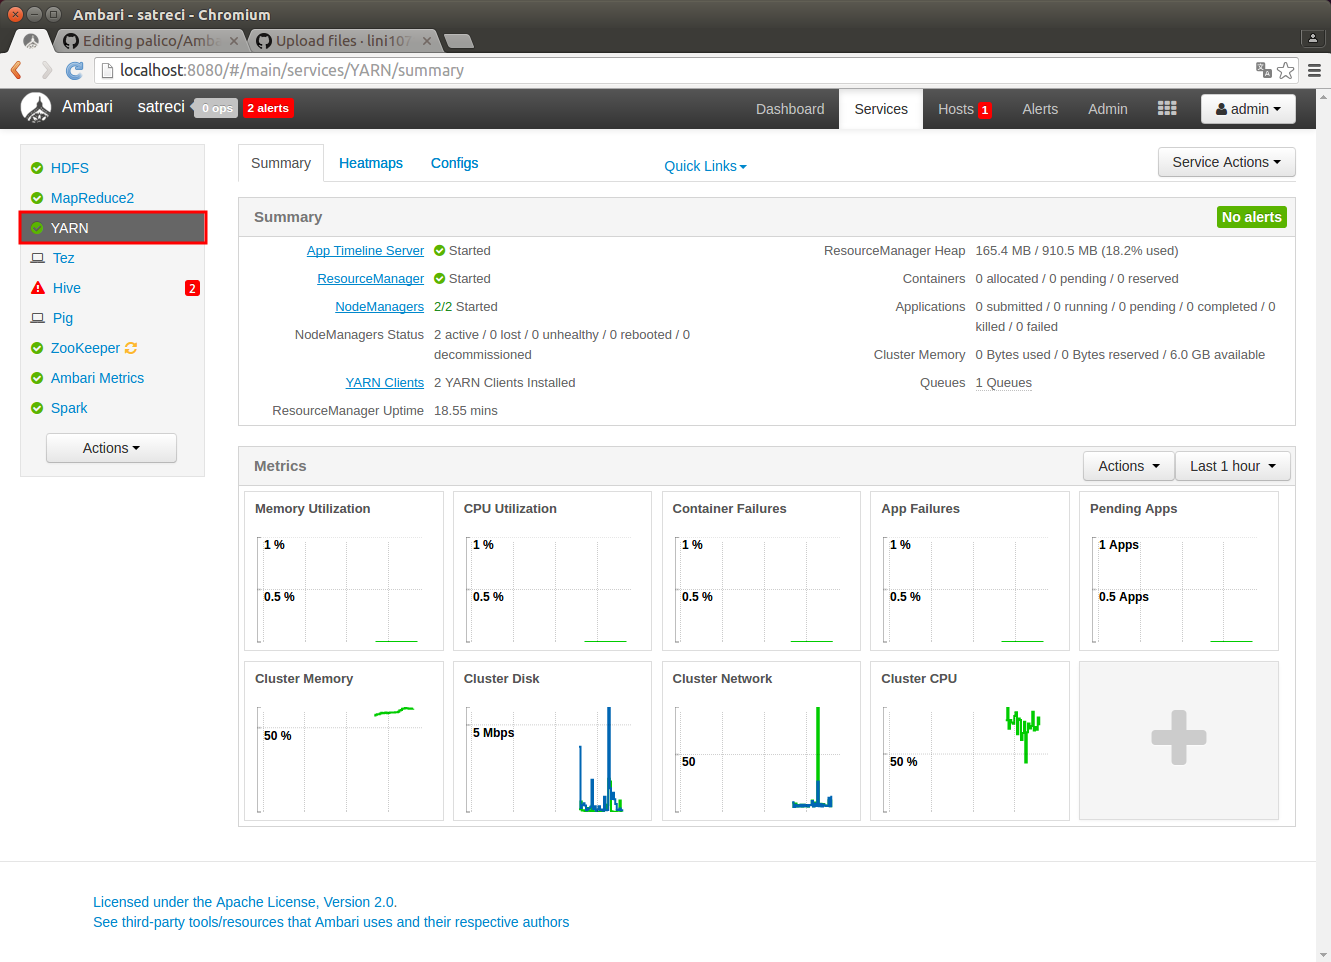 Ambari - satreci - Chromium
Editing palico/Amba
Upload files · lini107
localhost:8080/#/main/services/YARN/summary
Ambari satreci 0 ops 2 alerts Dashboard Services Hosts 1 Alerts Admin admin
HDFS
MapReduce2
YARN
Tez
Hive 2
Pig
ZooKeeper
Ambari Metrics
Spark
Actions
Summary Heatmaps Configs Quick Links Service Actions
Summary No alerts
App Timeline Server Started
ResourceManager Started
NodeManagers 2/2 Started
NodeManagers Status 2 active / 0 lost / 0 unhealthy / 0 rebooted / 0
decommissioned
YARN Clients 2 YARN Clients Installed
ResourceManager Uptime 18.55 mins
ResourceManager Heap 165.4 MB / 910.5 MB (18.2% used)
Containers 0 allocated / 0 pending / 0 reserved
Applications 0 submitted / 0 running / 0 pending / 0 completed / 0
killed / 0 failed
Cluster Memory 0 Bytes used / 0 Bytes reserved / 6.0 GB available
Queues 1 Queues
Metrics Actions Last 1 hour
Memory Utilization
1 %
0.5 %
CPU Utilization
1 %
0.5 %
Container Failures
1 %
0.5 %
App Failures
1 %
0.5 %
Pending Apps
1 Apps
0.5 Apps
Cluster Memory
50 %
Cluster Disk
5 Mbps
Cluster Network
50
Cluster CPU
50 %
Licensed under the Apache License, Version 2.0.
See third-party tools/resources that Ambari uses and their respective authors